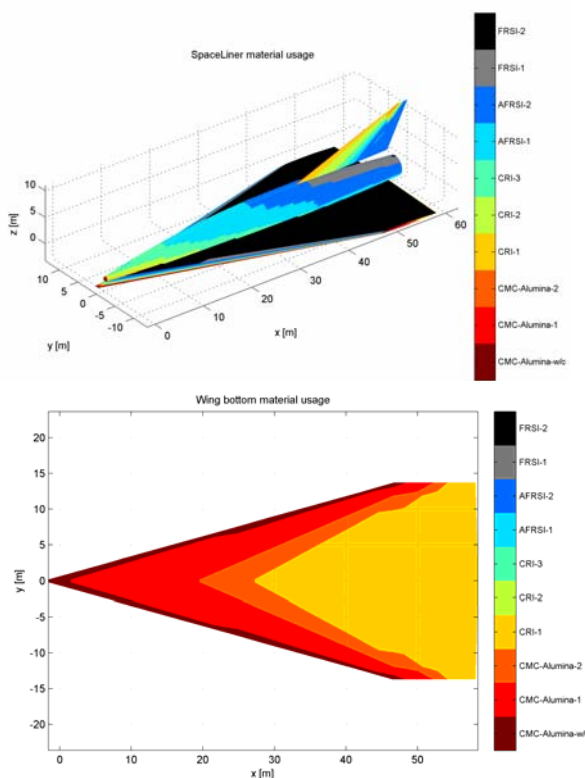 SpaceLiner material usage
FRSI-2
FRSI-1
AFRSI-2
AFRSI-1
CRI-3
CRI-2
CRI-1
CMC-Alumina-2
CMC-Alumina-1
CMC-Alumina-w/c
10
5
0
z [m]
10
5
0
-5
-10
y [m]
0
10
20
30
40
50
60
x [m]
Wing bottom material usage
20
15
10
5
0
-5
-10
-15
-20
y [m]
0
10
20
30
40
50
x [m]
FRSI-2
FRSI-1
AFRSI-2
AFRSI-1
CRI-3
CRI-2
CRI-1
CMC-Alumina-2
CMC-Alumina-1
CMC-Alumina-w/